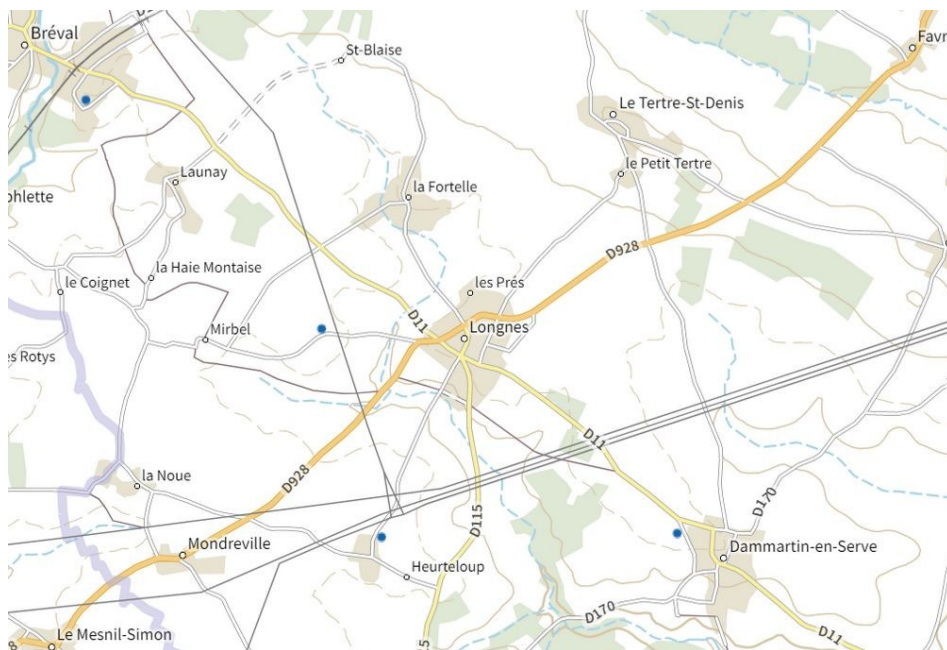 Bréval
St-Blaise
Favr
Le Tertre-St-Denis
le Petit Tertre
Launay
la Fortelle
ohlette
D928
la Haie Montaise
le Coignet
les Prés
D11
Mirbel
Longnes
es Rotys
D11
D928
la Noue
D170
D115
Mondreville
Dammartin-en-Serve
Heurteloup
D170
D11
Le Mesnil-Simon